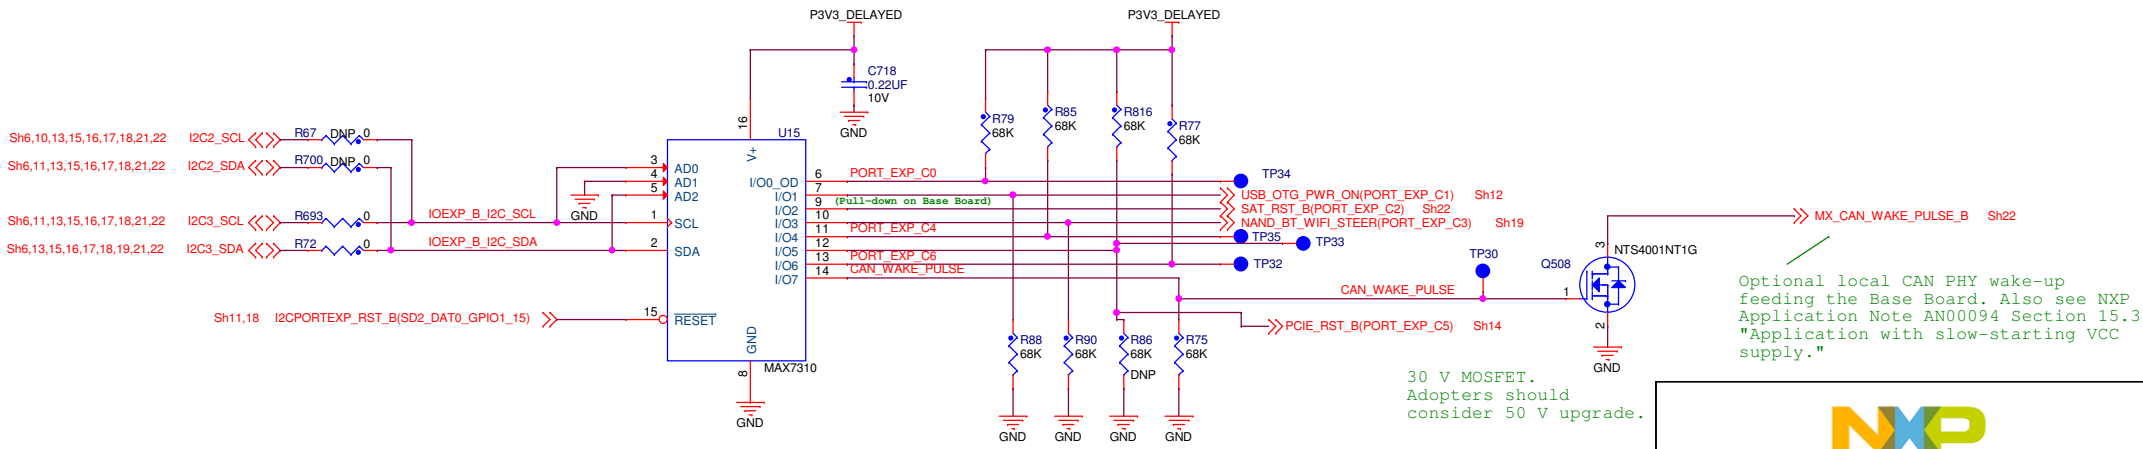 P3V3_DELAYED
P3V3_DELAYED
C718
0.22UF
10V
GND
R79
68K
R85
68K
R816
68K
R77
68K
Sh6,10,13,15,16,17,18,21,22 I2C2_SCL R67 DNP 0
Sh6,11,13,15,16,17,18,21,22 I2C2_SDA R700 DNP 0
Sh6,11,13,15,16,17,18,21,22 I2C3_SCL R693 0
Sh6,13,15,16,17,18,19,21,22 I2C3_SDA R72 0
IOEXP_B_I2C_SCL
IOEXP_B_I2C_SDA
GND
Sh11,18 I2CPORTEXP_RST_B(SD2_DAT0_GPIO1_15)
16
U15
V+
3 AD0
4 AD1
5 AD2
1 SCL
2 SDA
15 RESET
I/O0_OD 6 PORT_EXP_C0 TP34
I/O1 7 USB_OTG_PWR_ON(PORT_EXP_C1) Sh12
I/O2 9 (Pull-down on Base Board) SAT_RST_B(PORT_EXP_C2) Sh22
I/O3 10 NAND_BT_WIFI_STEER(PORT_EXP_C3) Sh19
I/O4 11 PORT_EXP_C4 TP35
I/O5 12 TP33
I/O6 13 PORT_EXP_C6 TP32
I/O7 14 CAN_WAKE_PULSE
GND
8
MAX7310
GND
R88
68K
GND
R90
68K
GND
R86
68K
DNP
GND
R75
68K
GND
CAN_WAKE_PULSE
TP30
PCIE_RST_B(PORT_EXP_C5) Sh14
Q508
NTS4001NT1G
3
1
2
GND
MX_CAN_WAKE_PULSE_B Sh22
Optional local CAN PHY wake-up
feeding the Base Board. Also see NXP
Application Note AN00094 Section 15.3
"Application with slow-starting VCC
supply."
30 V MOSFET.
Adopters should
consider 50 V upgrade.
NXP